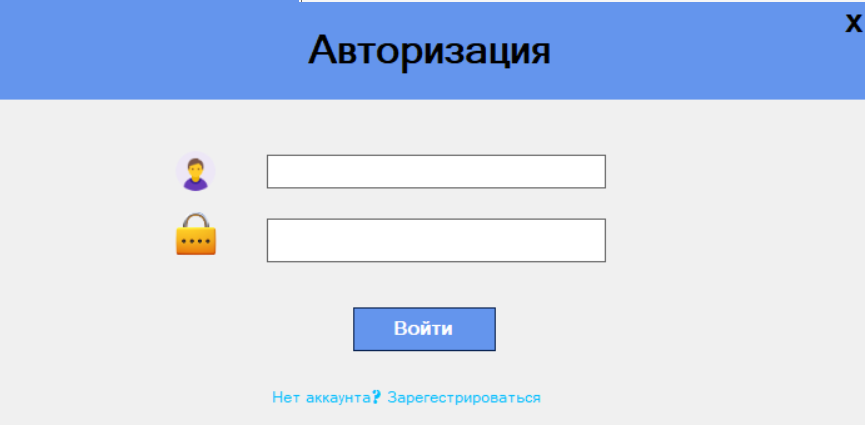 X
Авторизация
Войти
Нет аккаунта? Зарегестрироваться